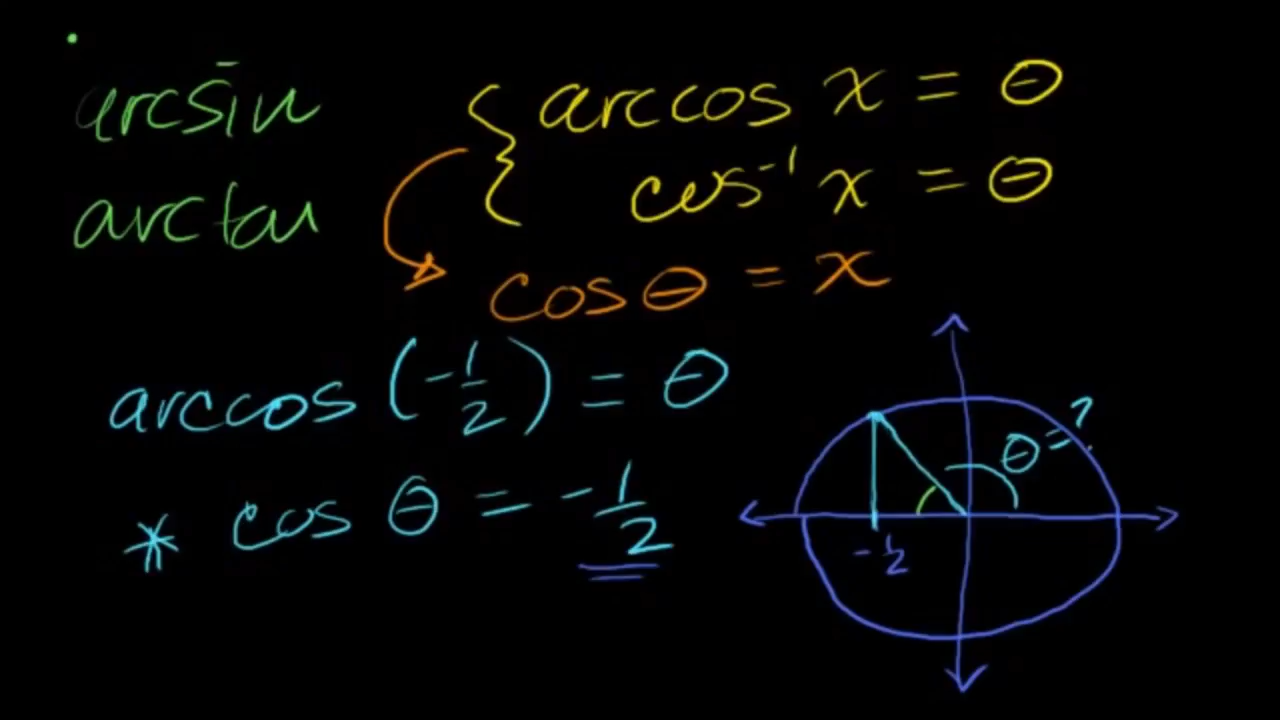 arcsin
arctan
arccos x = θ
cos⁻¹ x = θ
cos θ = x
arccos (-1/2) = θ
* cos θ = -1/2
θ = ?
-1/2